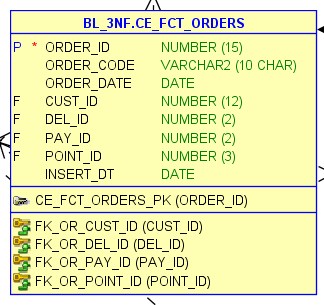 BL_3NF.CE_FCT_ORDERS
P * ORDER_ID NUMBER (15)
ORDER_CODE VARCHAR2 (10 CHAR)
ORDER_DATE DATE
F CUST_ID NUMBER (12)
F DEL_ID NUMBER (2)
F PAY_ID NUMBER (2)
F POINT_ID NUMBER (3)
INSERT_DT DATE
CE_FCT_ORDERS_PK (ORDER_ID)
FK_OR_CUST_ID (CUST_ID)
FK_OR_DEL_ID (DEL_ID)
FK_OR_PAY_ID (PAY_ID)
FK_OR_POINT_ID (POINT_ID)